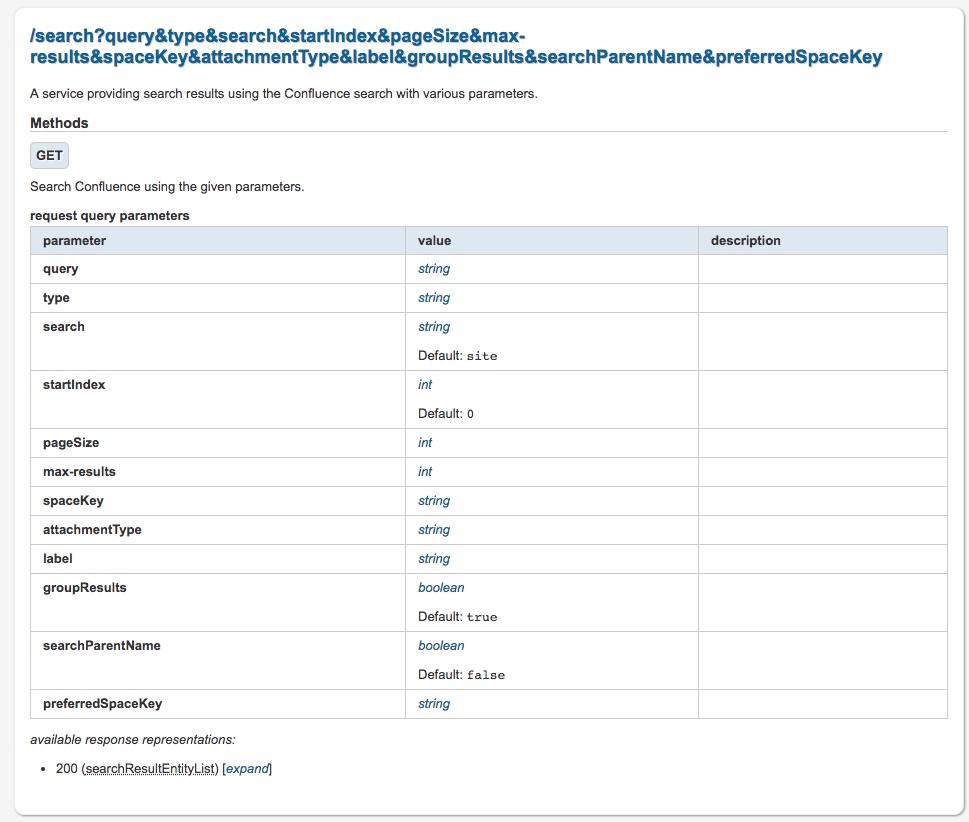 /search?query&type&search&startIndex&pageSize&max-
results&spaceKey&attachmentType&label&groupResults&searchParentName&preferredSpaceKey
A service providing search results using the Confluence search with various parameters.
Methods
GET
Search Confluence using the given parameters.
request query parameters
parameter value description
query string
type string
search string
Default: site
startIndex int
Default: 0
pageSize int
max-results int
spaceKey string
attachmentType string
label string
groupResults boolean
Default: true
searchParentName boolean
Default: false
preferredSpaceKey string
available response representations:
• 200 (searchResultEntityList) [expand]